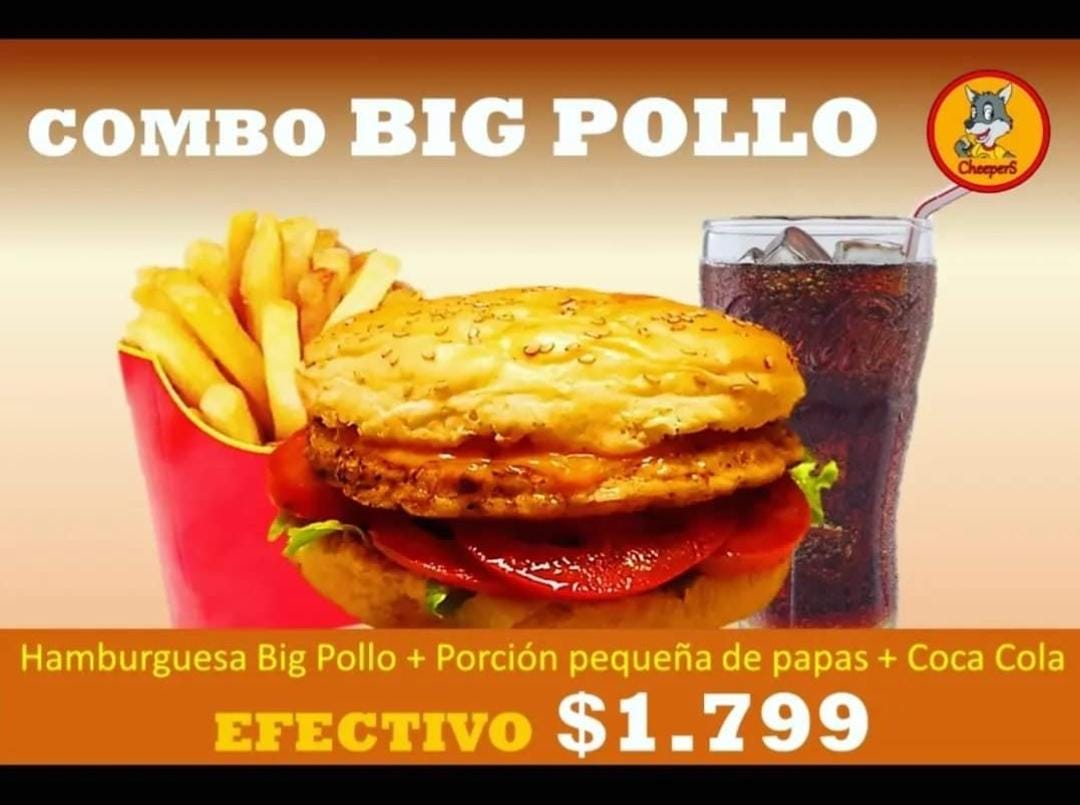 COMBO BIG POLLO
CheeperS
Hamburguesa Big Pollo + Porción pequeña de papas + Coca Cola
EFECTIVO $1.799